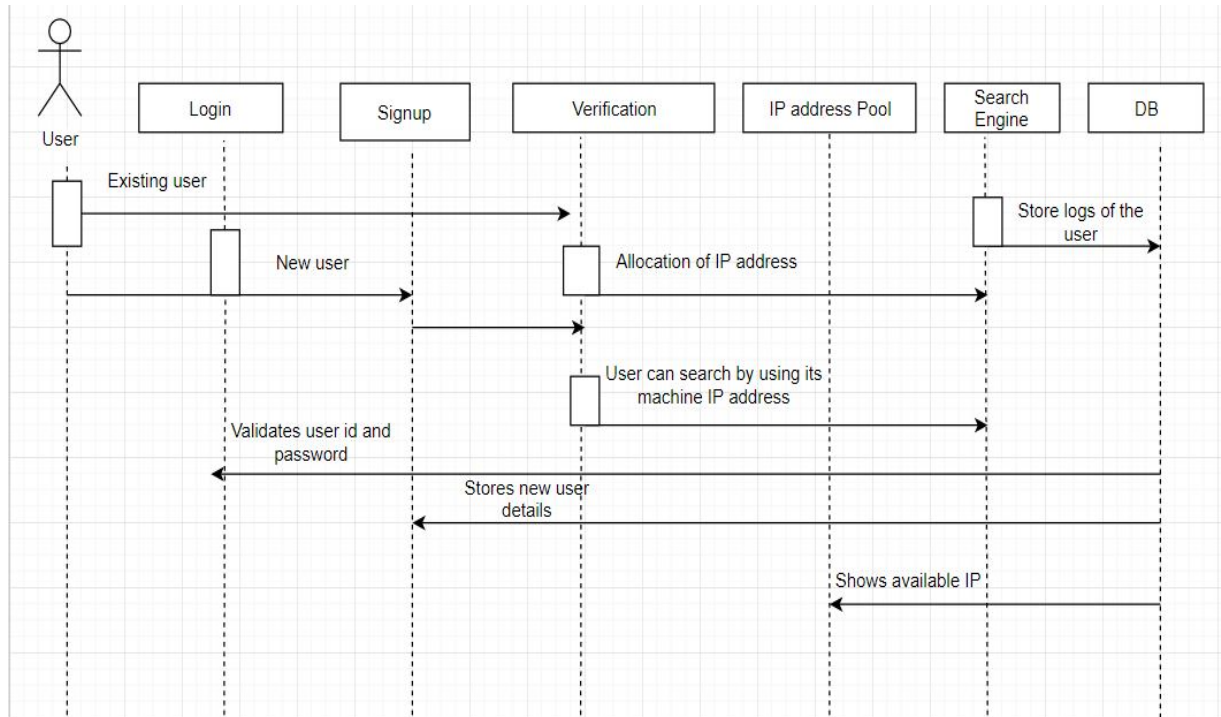 User
Login
Signup
Verification
IP address Pool
Search
Engine
DB
Existing user
Store logs of the
user
New user
Allocation of IP address
User can search by using its
machine IP address
Validates user id and
password
Stores new user
details
Shows available IP